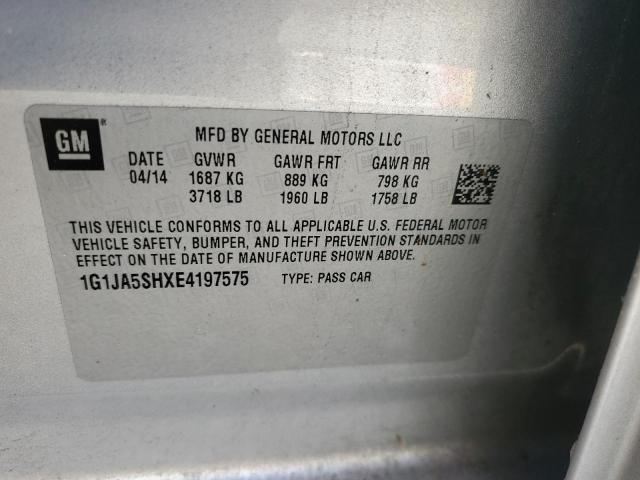 GM
MFD BY GENERAL MOTORS LLC
DATE GVWR GAWR FRT GAWR RR
04/14 1687 KG 889 KG 798 KG
3718 LB 1960 LB 1758 LB
THIS VEHICLE CONFORMS TO ALL APPLICABLE U.S. FEDERAL MOTOR
VEHICLE SAFETY, BUMPER, AND THEFT PREVENTION STANDARDS IN
EFFECT ON THE DATE OF MANUFACTURE SHOWN ABOVE.
1G1JA5SHXE4197575 TYPE: PASS CAR